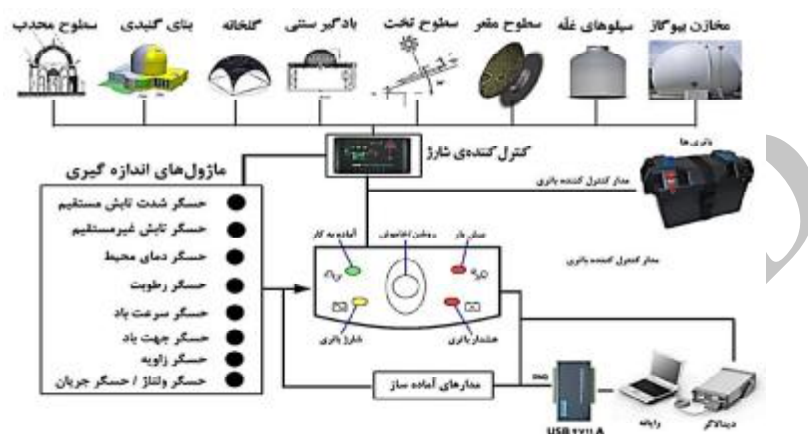 سطوح محدب
بنای گنبدی
گلخانه
بادگیر سنتی
سطوح تخت
سطوح مقعر
سیلوهای غلّه
مخازن بیوگاز
کنترل کننده‌ی شارژ
باتری ها
مدار کنترل کننده باتری
ماژول‌های اندازه گیری
حسگر شدت تابش مستقیم
حسگر تابش غیرمستقیم
حسگر دمای محیط
حسگر رطوبت
حسگر سرعت باد
حسگر جهت باد
حسگر زاویه
حسگر ولتاژ / حسگر جریان
آماده به کار
روشن/خاموش
شارژ باتری
هشدار باتری
مدار کنترل کننده باتری
مدارهای آماده ساز
رایانه
دیتالاگر